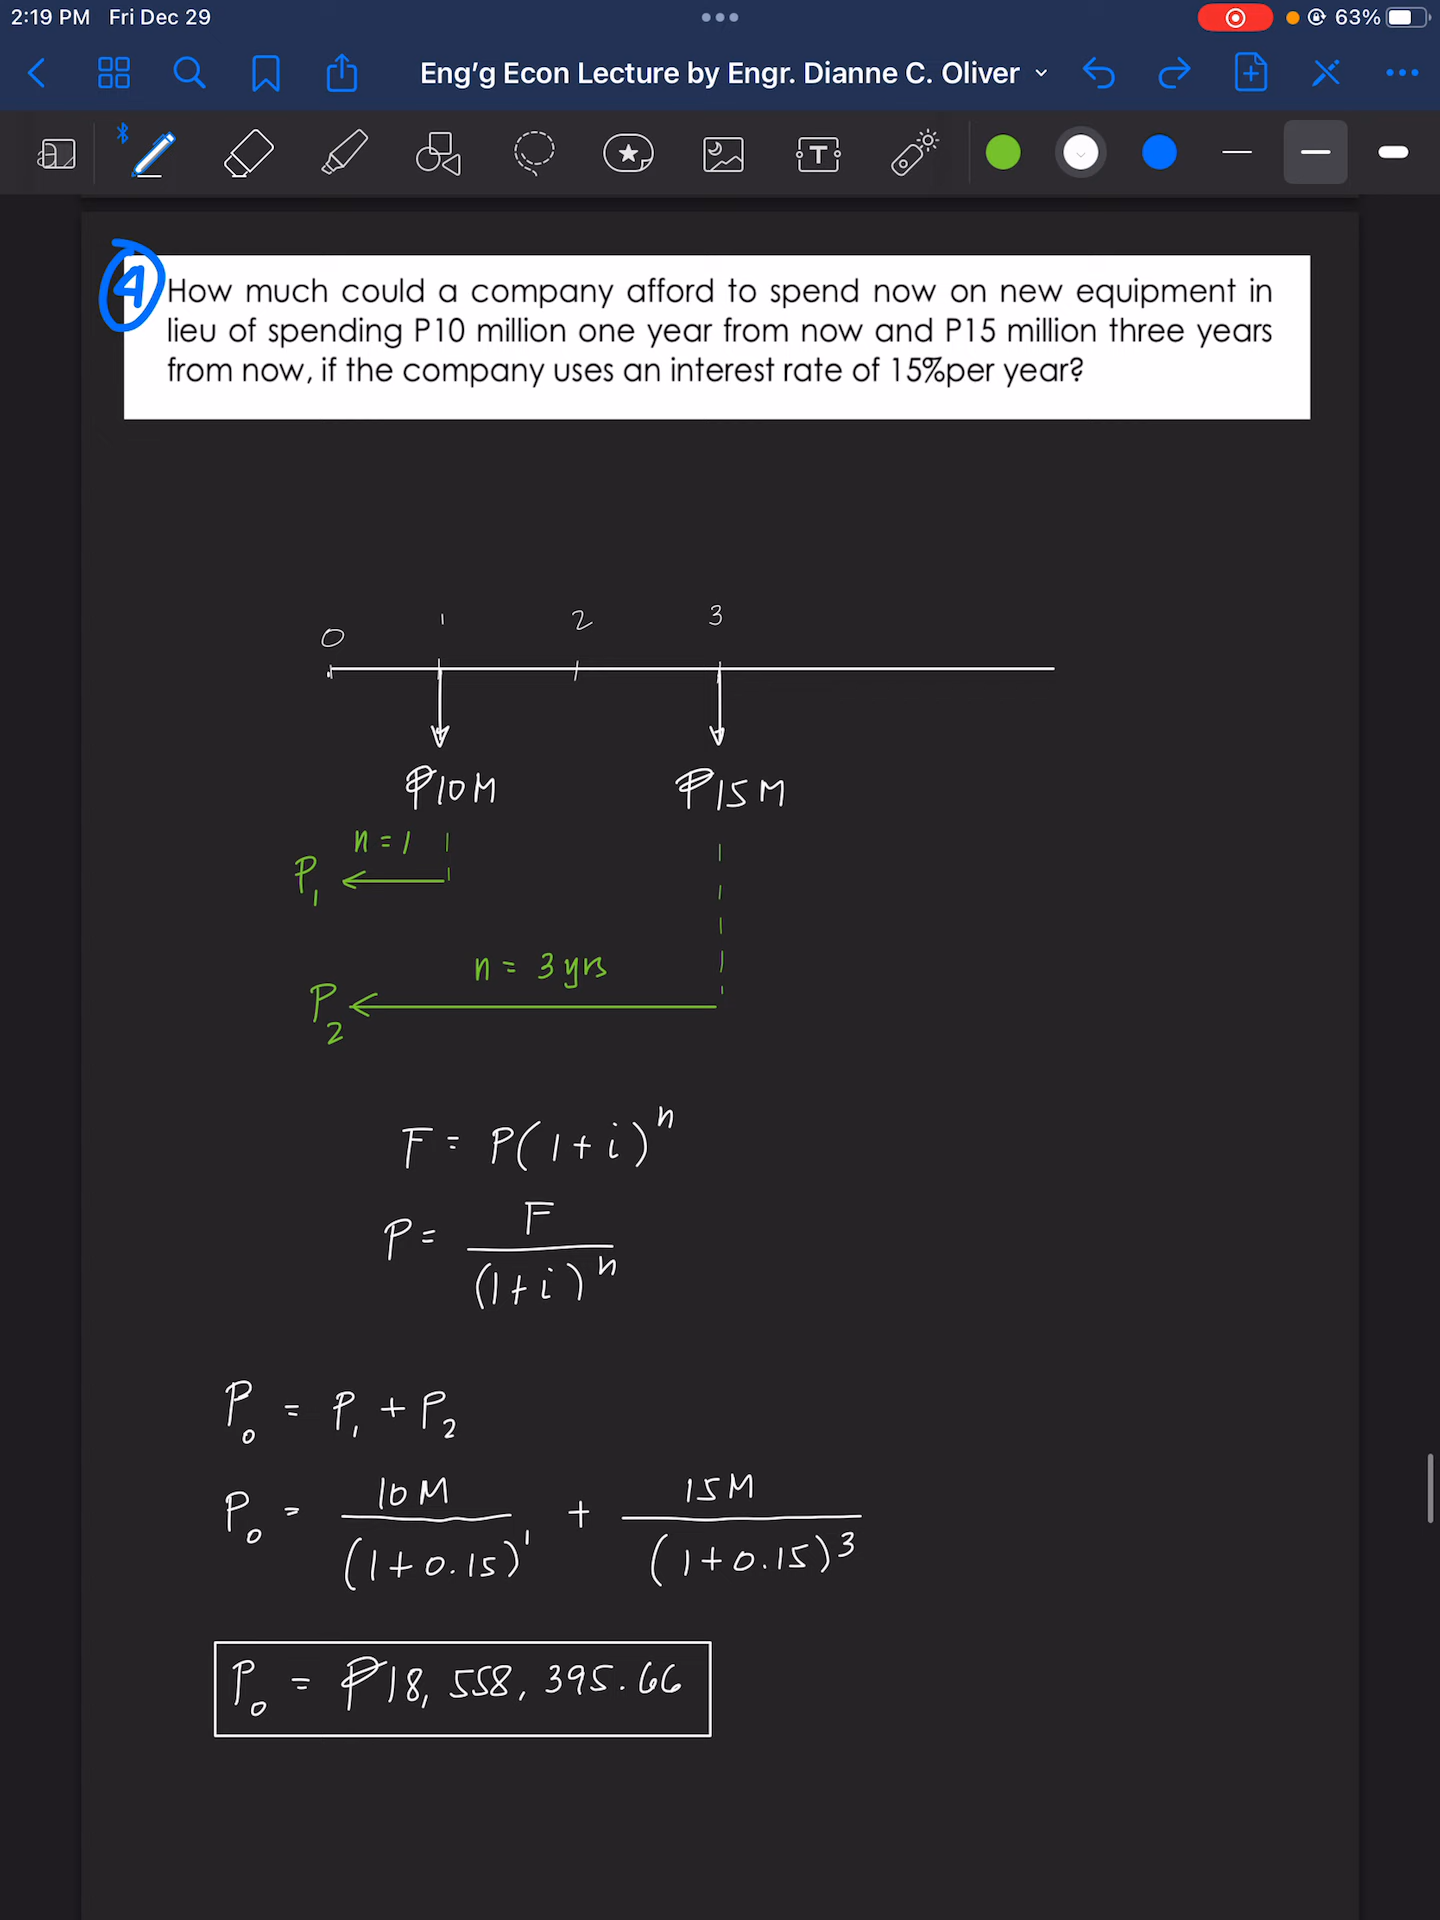 2:19 PM Fri Dec 29
63%
Eng'g Econ Lecture by Engr. Dianne C. Oliver
4
How much could a company afford to spend now on new equipment in
lieu of spending P10 million one year from now and P15 million three years
from now, if the company uses an interest rate of 15%per year?
0 1 2 3
₱10M ₱15M
n = 1
P₁
n = 3 yrs
P₂
F = P(1+i)ⁿ
P = F
(1+i)ⁿ
P₀ = P₁ + P₂
P₀ = 10M + 15M
(1+0.15)¹ (1+0.15)³
P₀ = ₱18,558,395.66